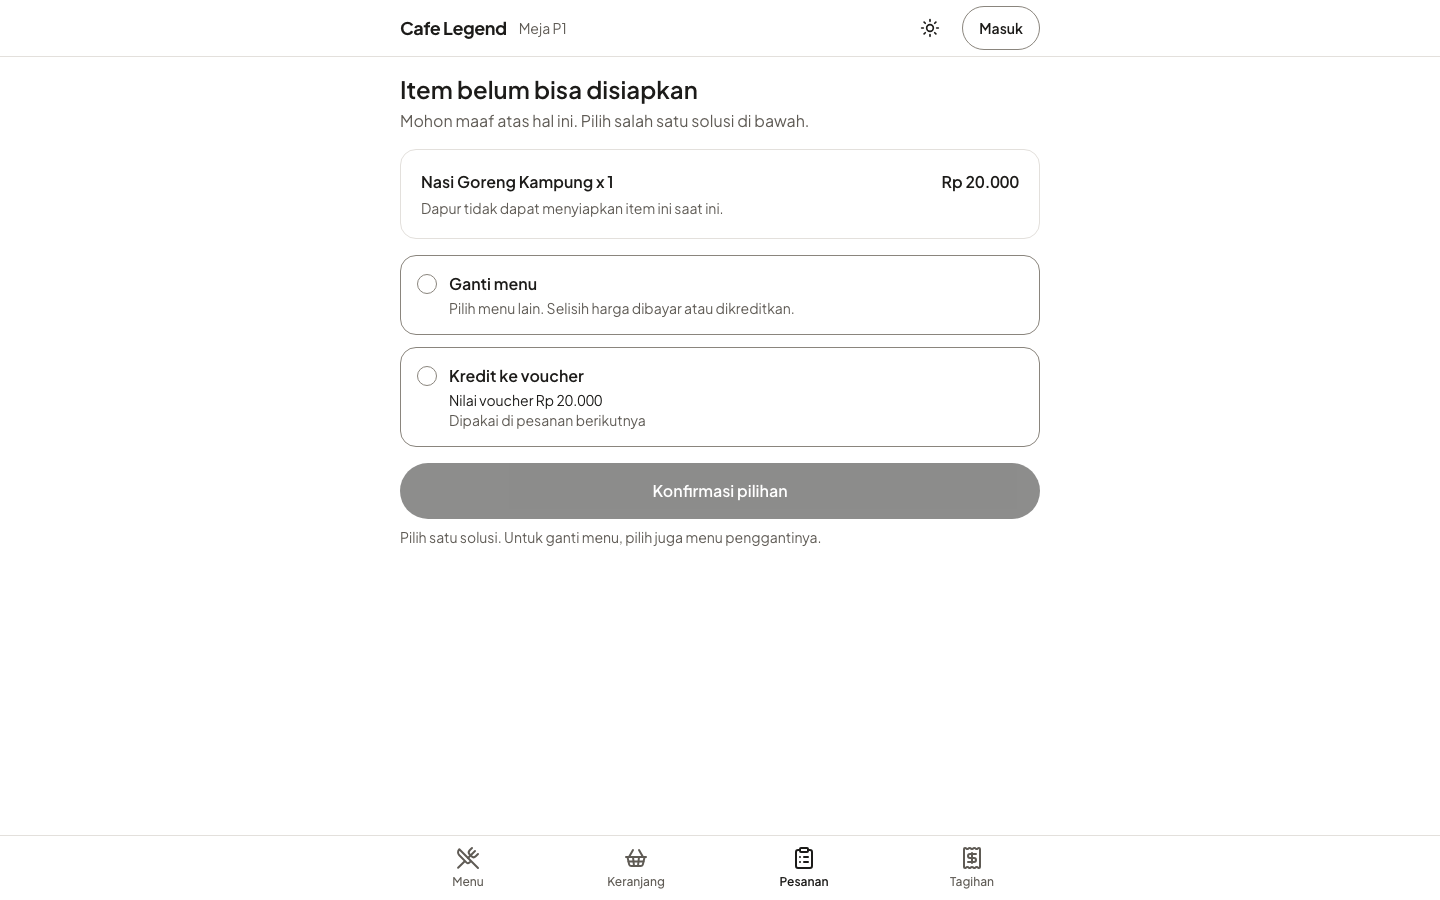 Cafe Legend Meja P1 Masuk
Item belum bisa disiapkan
Mohon maaf atas hal ini. Pilih salah satu solusi di bawah.
Nasi Goreng Kampung x 1 Rp 20.000
Dapur tidak dapat menyiapkan item ini saat ini.
Ganti menu
Pilih menu lain. Selisih harga dibayar atau dikreditkan.
Kredit ke voucher
Nilai voucher Rp 20.000
Dipakai di pesanan berikutnya
Konfirmasi pilihan
Pilih satu solusi. Untuk ganti menu, pilih juga menu penggantinya.
Menu Keranjang Pesanan Tagihan